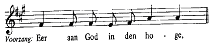 Voorzang: Eer aan God in den ho - ge,